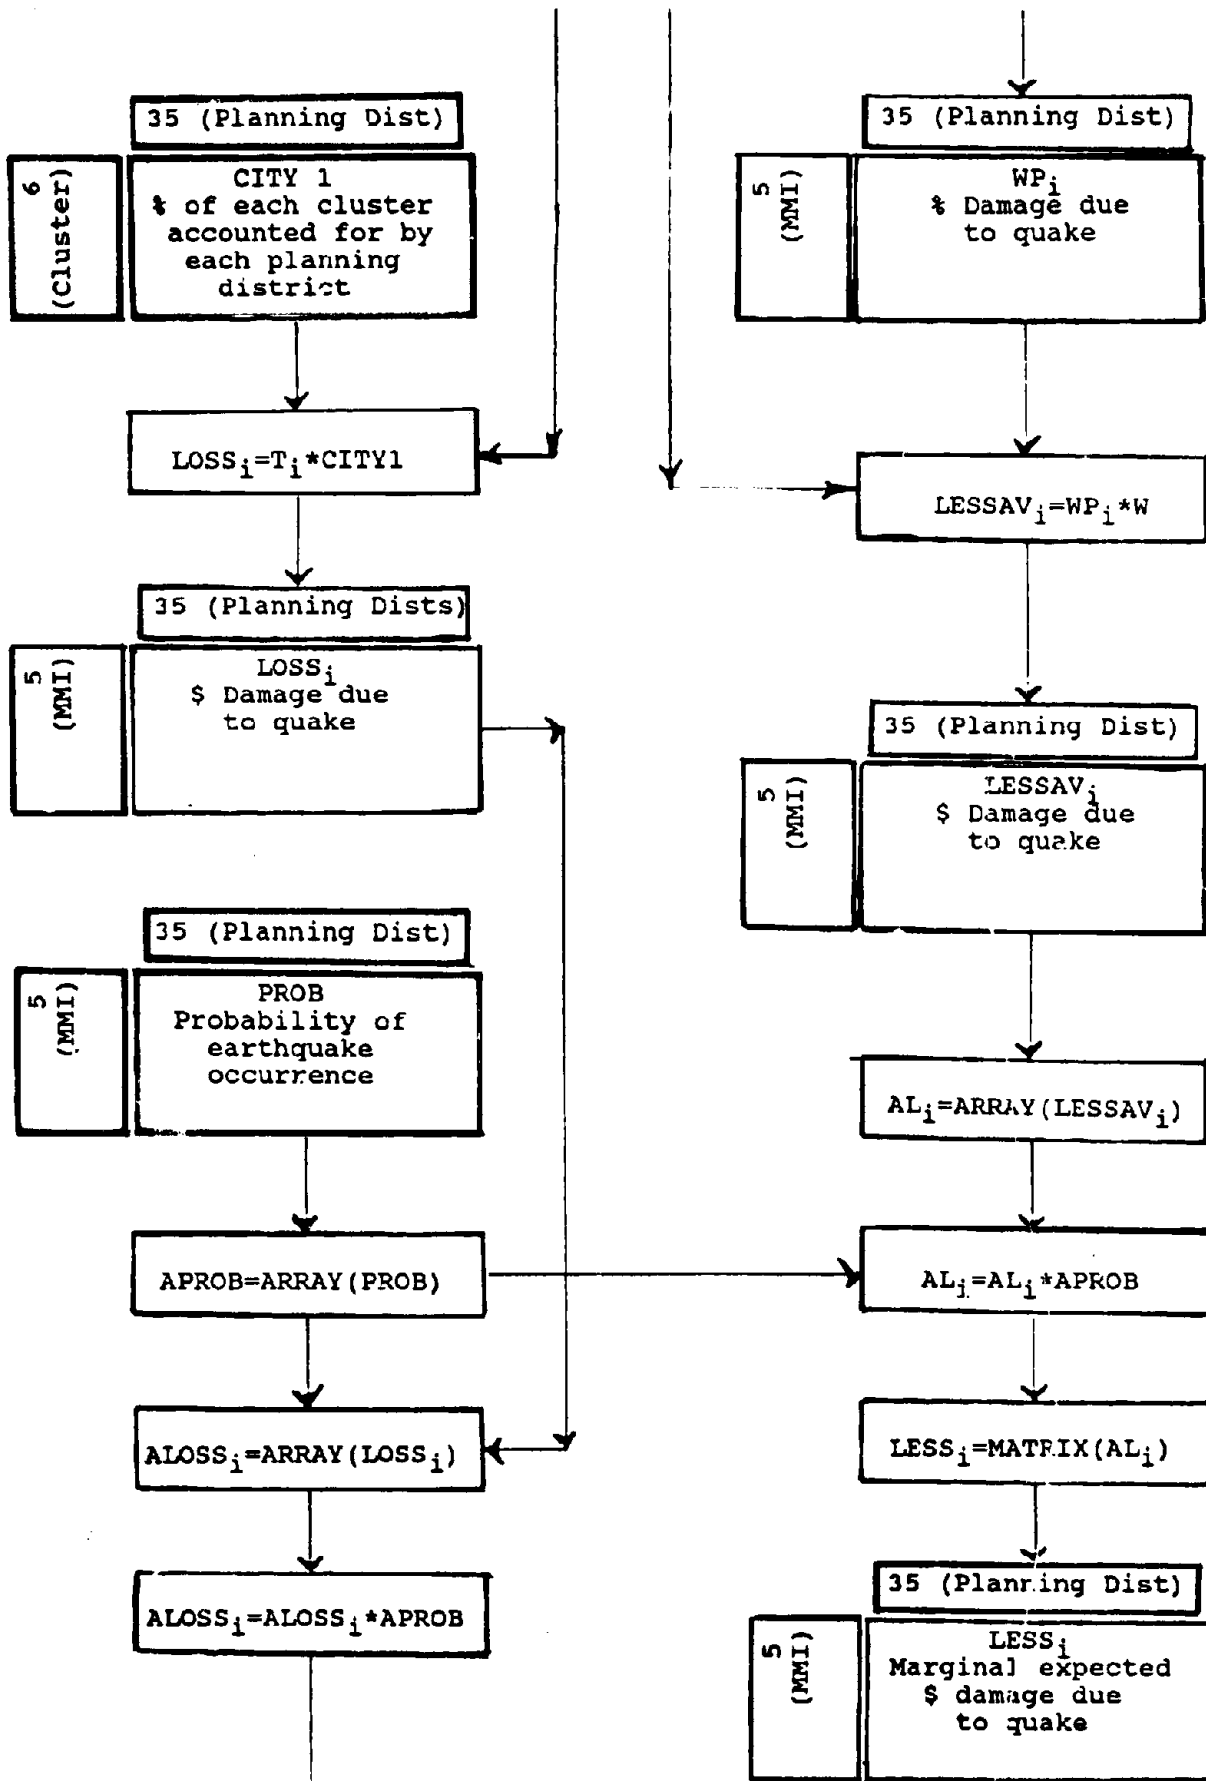 35 (Planning Dist)
6
(Cluster)
CITY 1
% of each cluster
accounted for by
each planning
district
LOSSi=Ti*CITY1
35 (Planning Dists)
5
(MMI)
LOSSi
$ Damage due
to quake
35 (Planning Dist)
5
(MMI)
PROB
Probability of
earthquake
occurrence
APROB=ARRAY(PROB)
ALOSSi=ARRAY(LOSSi)
ALOSSi=ALOSSi*APROB
35 (Planning Dist)
5
(MMI)
WPi
% Damage due
to quake
LESSAVi=WPi*W
35 (Planning Dist)
5
(MMI)
LESSAVi
$ Damage due
to quake
ALi=ARRAY(LESSAVi)
ALi=ALi*APROB
LESSi=MATRIX(ALi)
35 (Planning Dist)
5
(MMI)
LESSi
Marginal expected
$ damage due
to quake